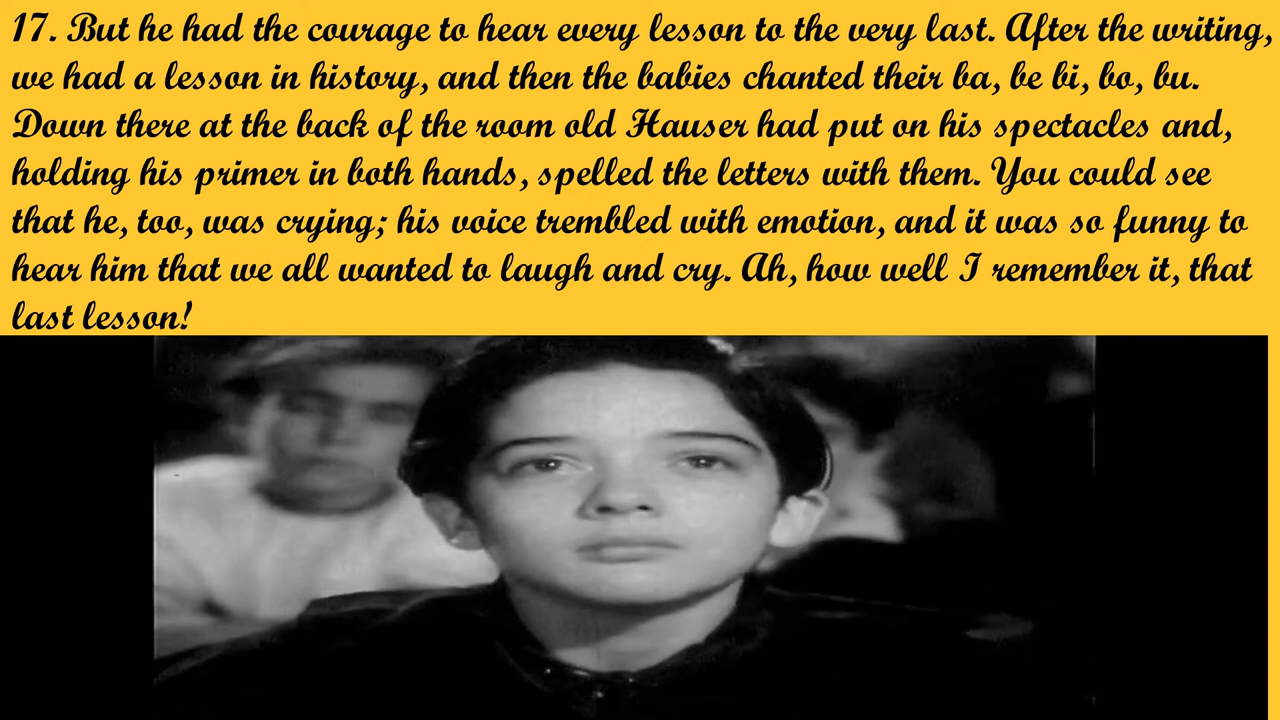 17. But he had the courage to hear every lesson to the very last. After the writing,
we had a lesson in history, and then the babies chanted their ba, be bi, bo, bu.
Down there at the back of the room old Hauser had put on his spectacles and,
holding his primer in both hands, spelled the letters with them. You could see
that he, too, was crying; his voice trembled with emotion, and it was so funny to
hear him that we all wanted to laugh and cry. Ah, how well I remember it, that
last lesson!